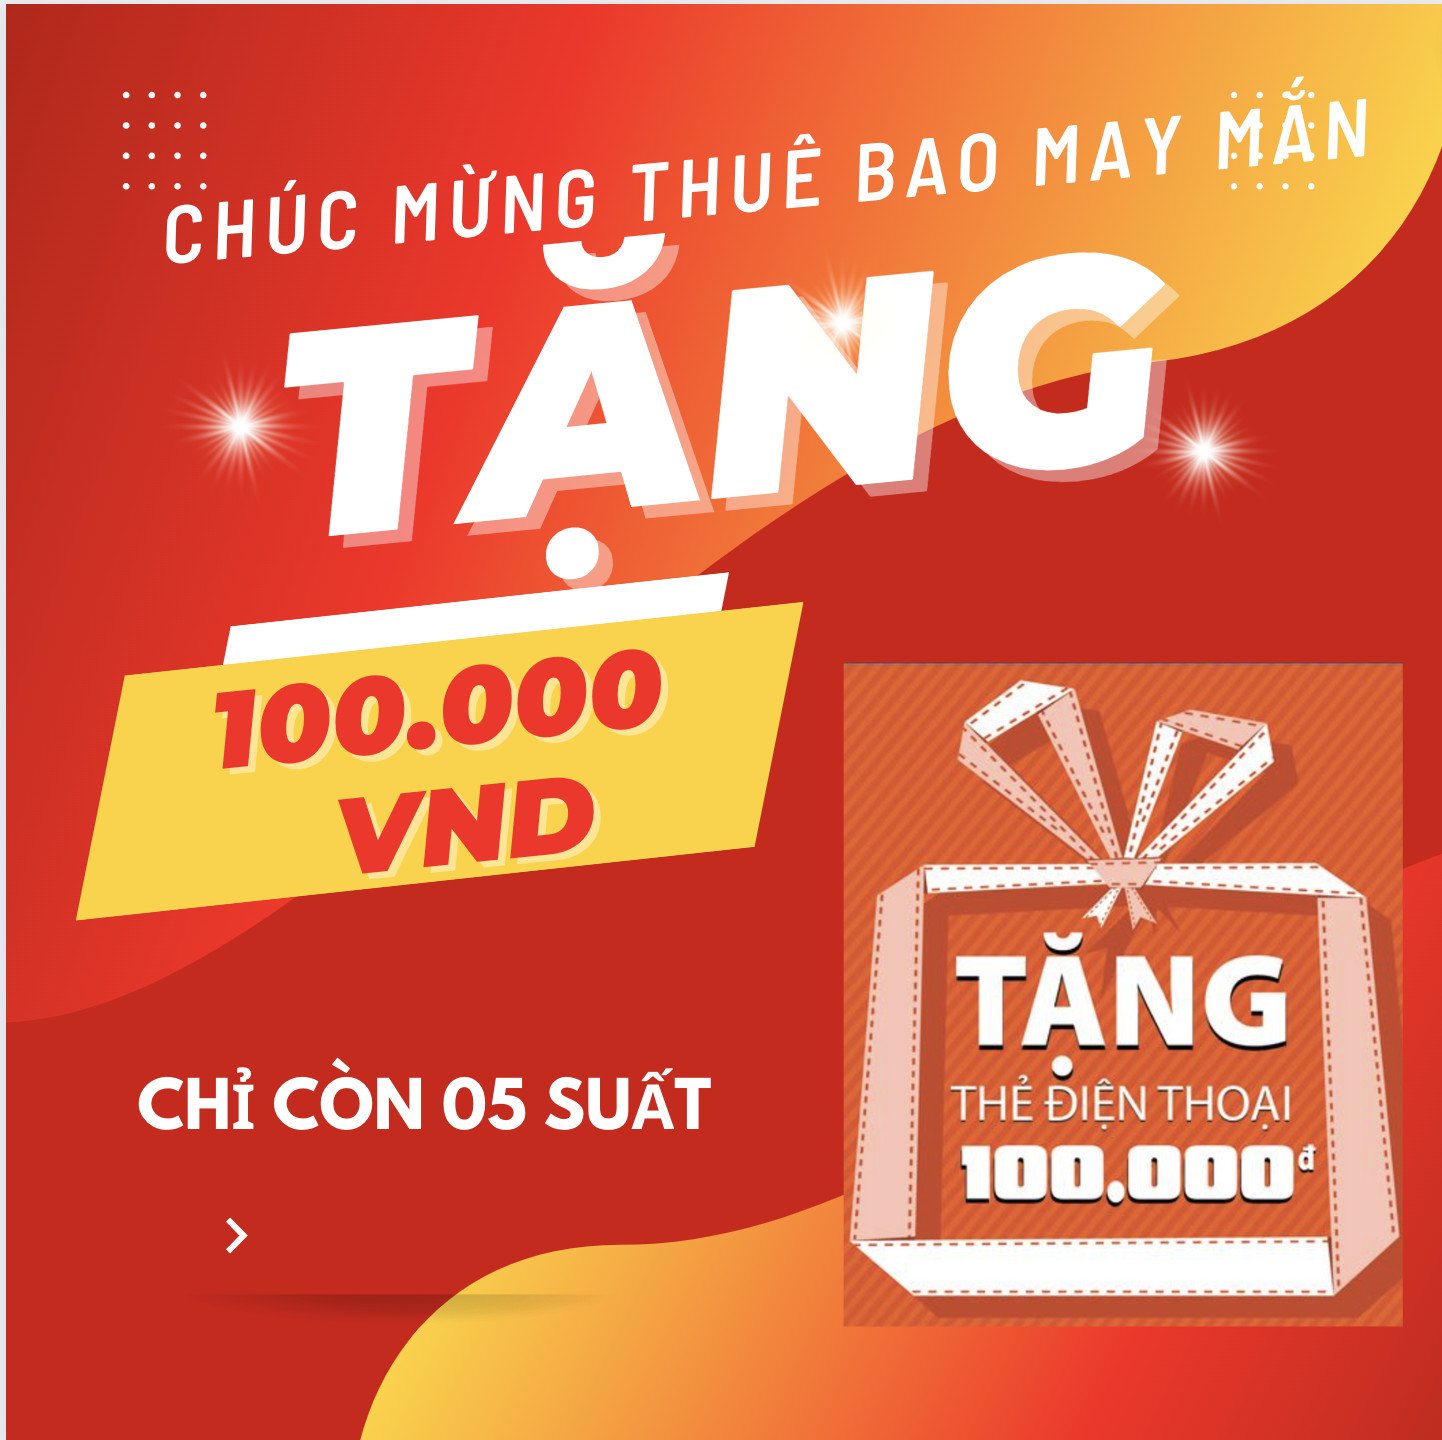 CHÚC MỪNG THUÊ BAO MAY MẮN
TẶNG
100.000
VND
CHỈ CÒN 05 SUẤT
TẶNG
THẺ ĐIỆN THOẠI
100.000đ